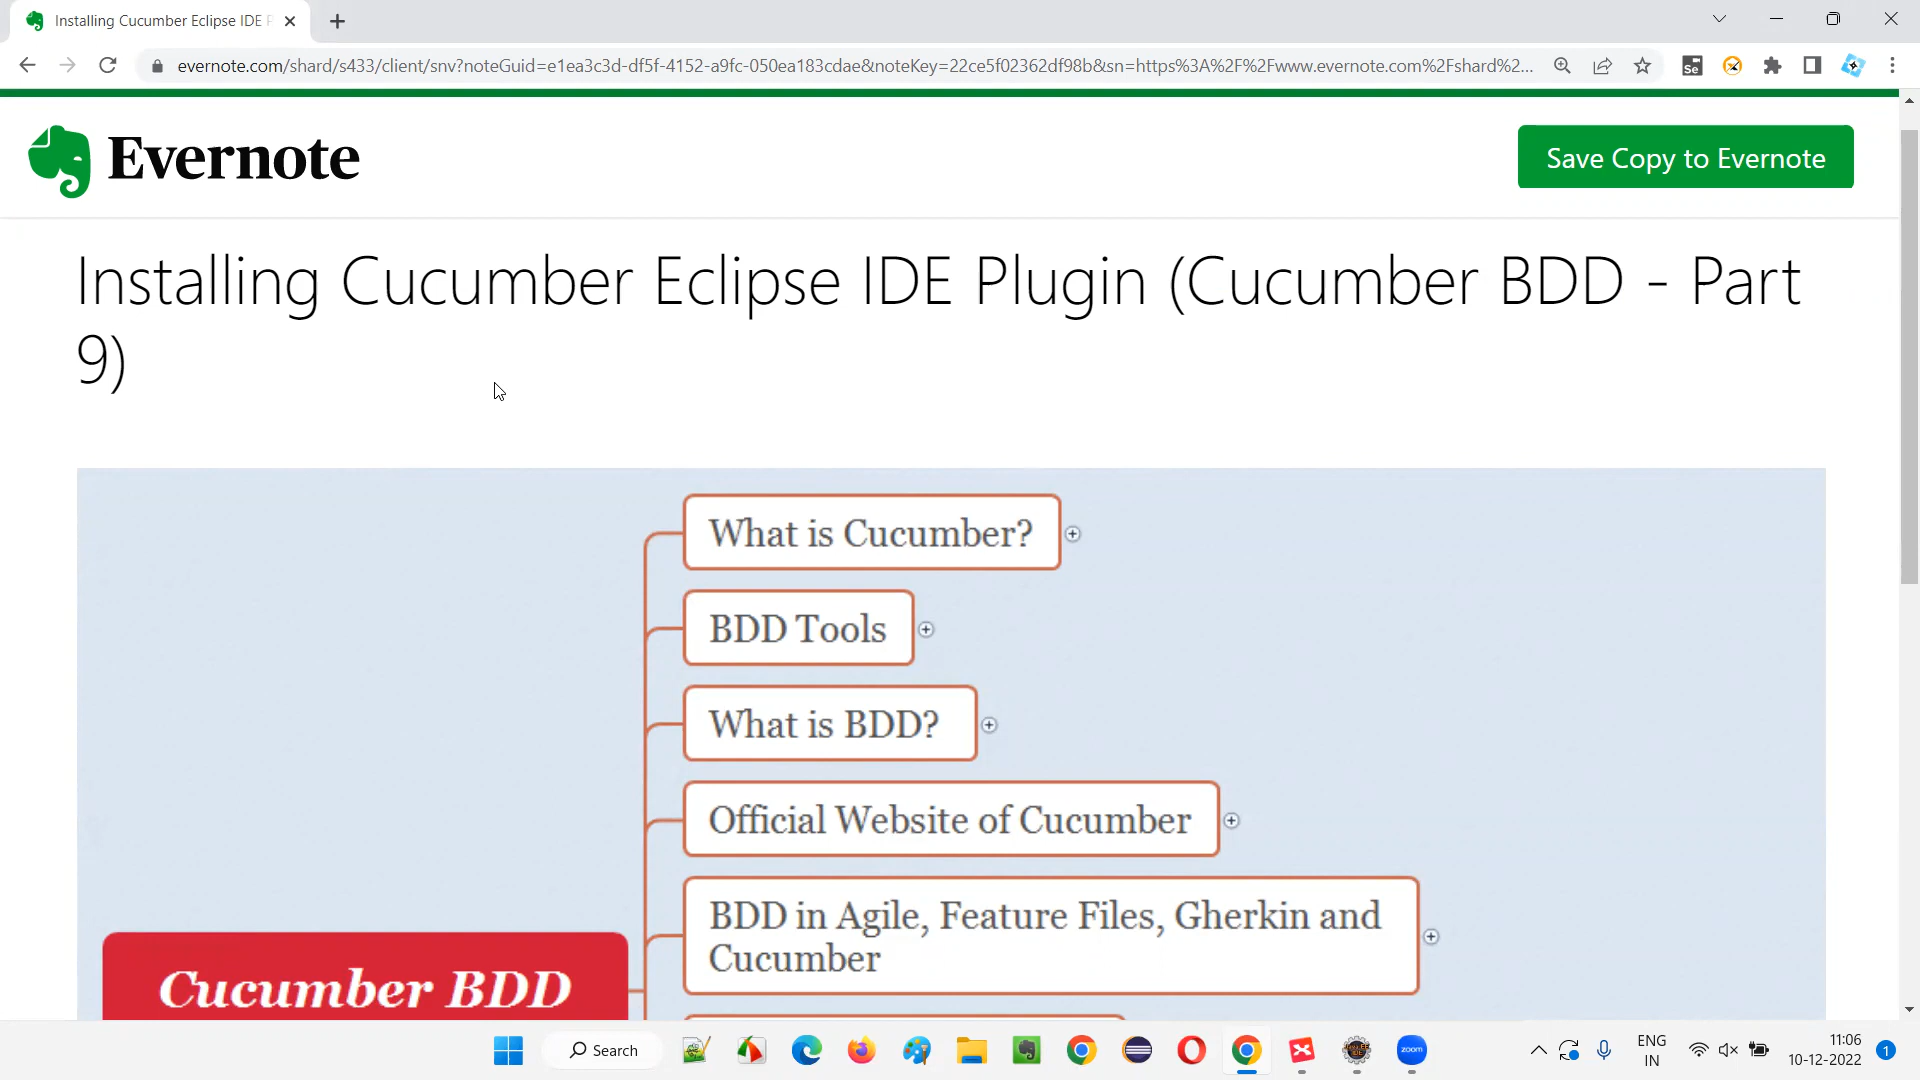 Installing Cucumber Eclipse IDE P
evernote.com/shard/s433/client/snv?noteGuid=e1ea3c3d-df5f-4152-a9fc-050ea183cdae&noteKey=22ce5f02362df98b&sn=https%3A%2F%2Fwww.evernote.com%2Fshard%2...
Se
Evernote
Save Copy to Evernote
Installing Cucumber Eclipse IDE Plugin (Cucumber BDD - Part
9)
What is Cucumber?
BDD Tools
What is BDD?
Official Website of Cucumber
BDD in Agile, Feature Files, Gherkin and
Cucumber
Cucumber BDD
Search
zoom
ENG
IN
11:06
10-12-2022
1